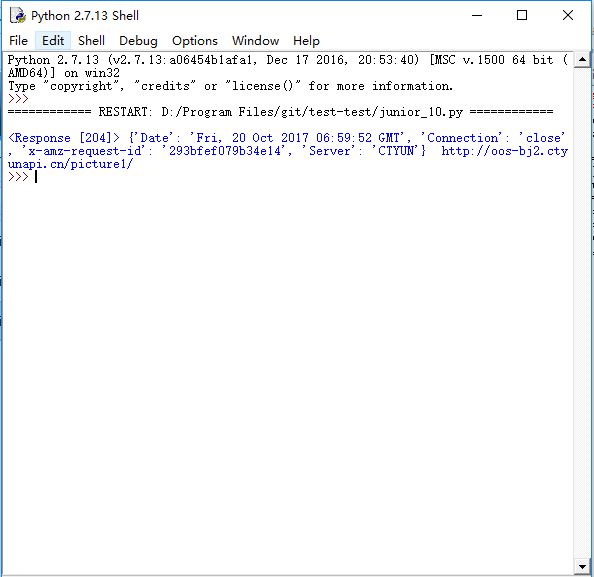 Python 2.7.13 Shell
File Edit Shell Debug Options Window Help
Python 2.7.13 (v2.7.13:a06454b1afa1, Dec 17 2016, 20:53:40) [MSC v.1500 64 bit (
AMD64)] on win32
Type "copyright", "credits" or "license()" for more information.
>>>
============ RESTART: D:/Program Files/git/test-test/junior_10.py ============
<Response [204]> {'Date': 'Fri, 20 Oct 2017 06:59:52 GMT', 'Connection': 'close'
, 'x-amz-request-id': '293bfef079b34e14', 'Server': 'CTYUN'}  http://oos-bj2.cty
unapi.cn/picture1/
>>>